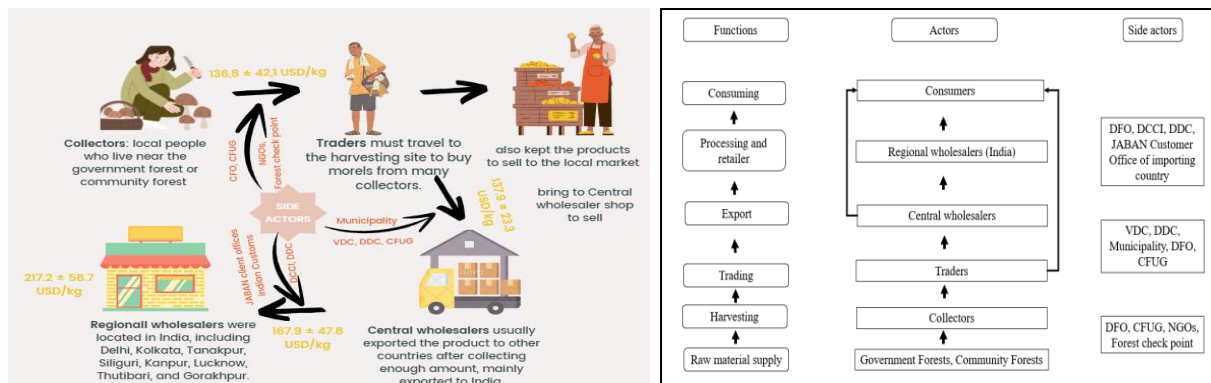 136,8 ± 42,1 USD/kg
Collectors: local people
who live near the
government forest or
community forest
CFO, CFUG
NGOs,
Forest check point
Traders must travel to
the harvesting site to buy
morels from many
collectors.
also kept the products
to sell to the local market
bring to Central
wholesaler shop
to sell
137.9 ± 23.3
USD/kg
SIDE
ACTORS
Municipality
VDC, DDC, CFUG
JABAN client offices
Indian Customs
DCCI, DDC
217.2 ± 58.7
USD/kg
Regionall wholesalers were
located in India, including
Delhi, Kolkata, Tanakpur,
Siliguri, Kanpur, Lucknow,
Thutibari, and Gorakhpur.
167.9 ± 47.8
USD/kg
Central wholesalers usually
exported the product to other
countries after collecting
enough amount, mainly
exported to India
Functions
Actors
Side actors
Consuming
Consumers
Processing and
retailer
Regional wholesalers (India)
DFO, DCCI, DDC,
JABAN Customer
Office of importing
country
Export
Central wholesalers
VDC, DDC,
Municipality, DFO,
CFUG
Trading
Traders
Harvesting
Collectors
DFO, CFUG, NGOs,
Forest check point
Raw material supply
Government Forests, Community Forests